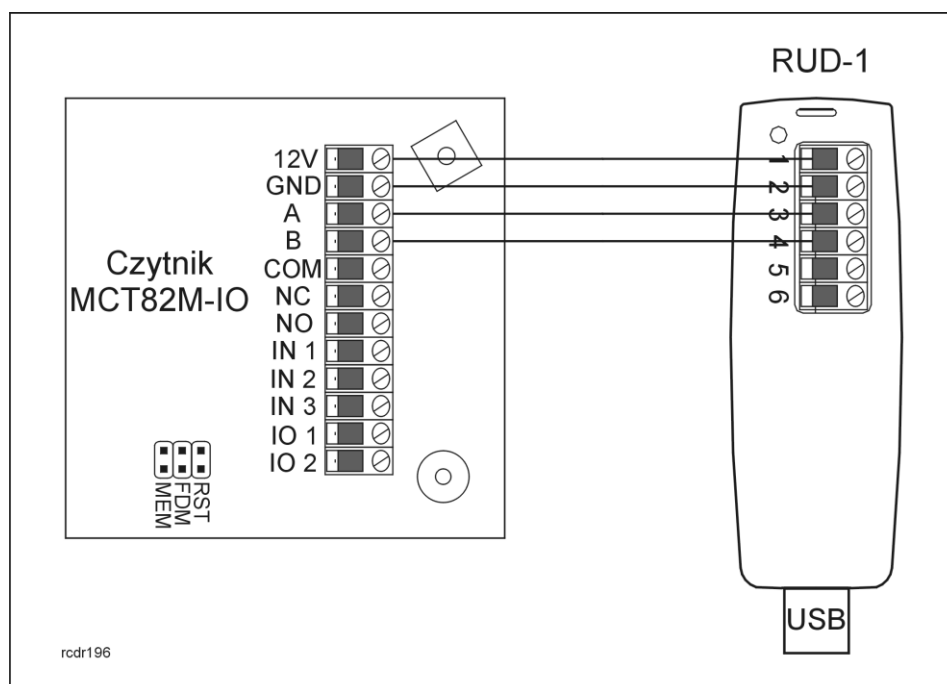 RUD-1
12V
GND
A
B
COM
NC
NO
IN 1
IN 2
IN 3
IO 1
IO 2
Czytnik
MCT82M-IO
MEM
FDM
RST
1
2
3
4
5
6
USB
rcdr196